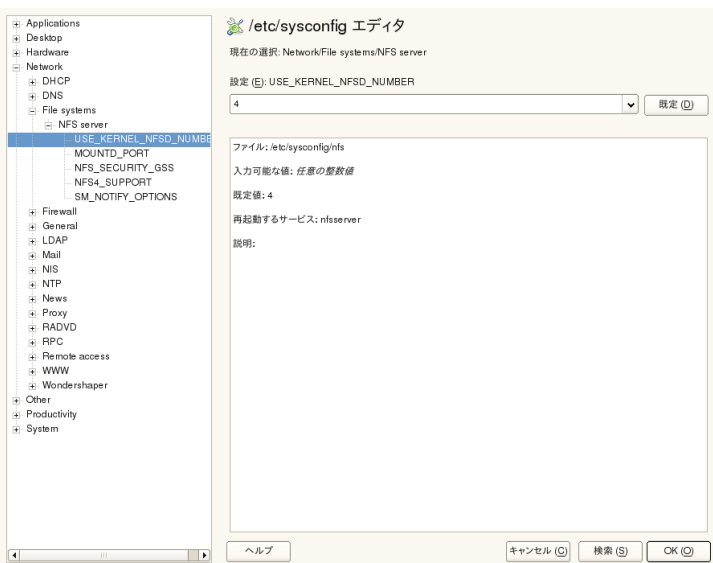 Applications
Desktop
Hardware
Network
DHCP
DNS
File systems
NFS server
USE_KERNEL_NFSD_NUMBE
MOUNTD_PORT
NFS_SECURITY_GSS
NFS4_SUPPORT
SM_NOTIFY_OPTIONS
Firewall
General
LDAP
Mail
NIS
NTP
News
Proxy
RADVD
RPC
Remote access
WWW
Wondershaper
Other
Productivity
System
/etc/sysconfig エディタ
現在の選択: Network/File systems/NFS server
設定 (E): USE_KERNEL_NFSD_NUMBER
4
既定 (D)
ファイル: /etc/sysconfig/nfs
入力可能な値: 任意の整数値
既定値: 4
再起動するサービス: nfsserver
説明:
ヘルプ
キャンセル (C)
検索 (S)
OK (O)